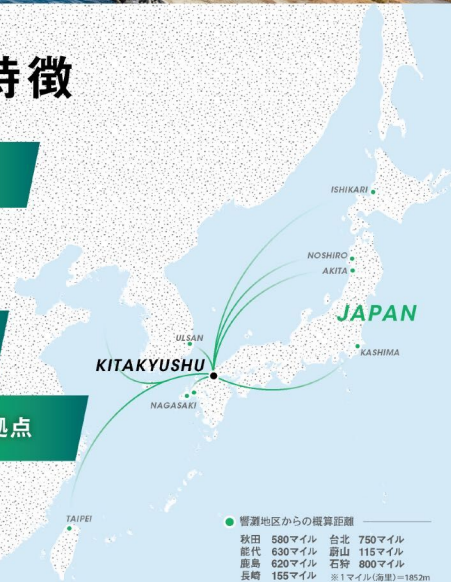 特徴
ISHIKARI
NOSHIRO
AKITA
JAPAN
ULSAN
KASHIMA
KITAKYUSHU
NAGASAKI
拠点
TAIPEI
響灘地区からの概算距離
秋田 580マイル 台北 750マイル
能代 630マイル 蔚山 115マイル
鹿島 620マイル 石狩 800マイル
長崎 155マイル ※1マイル(海里)=1852m